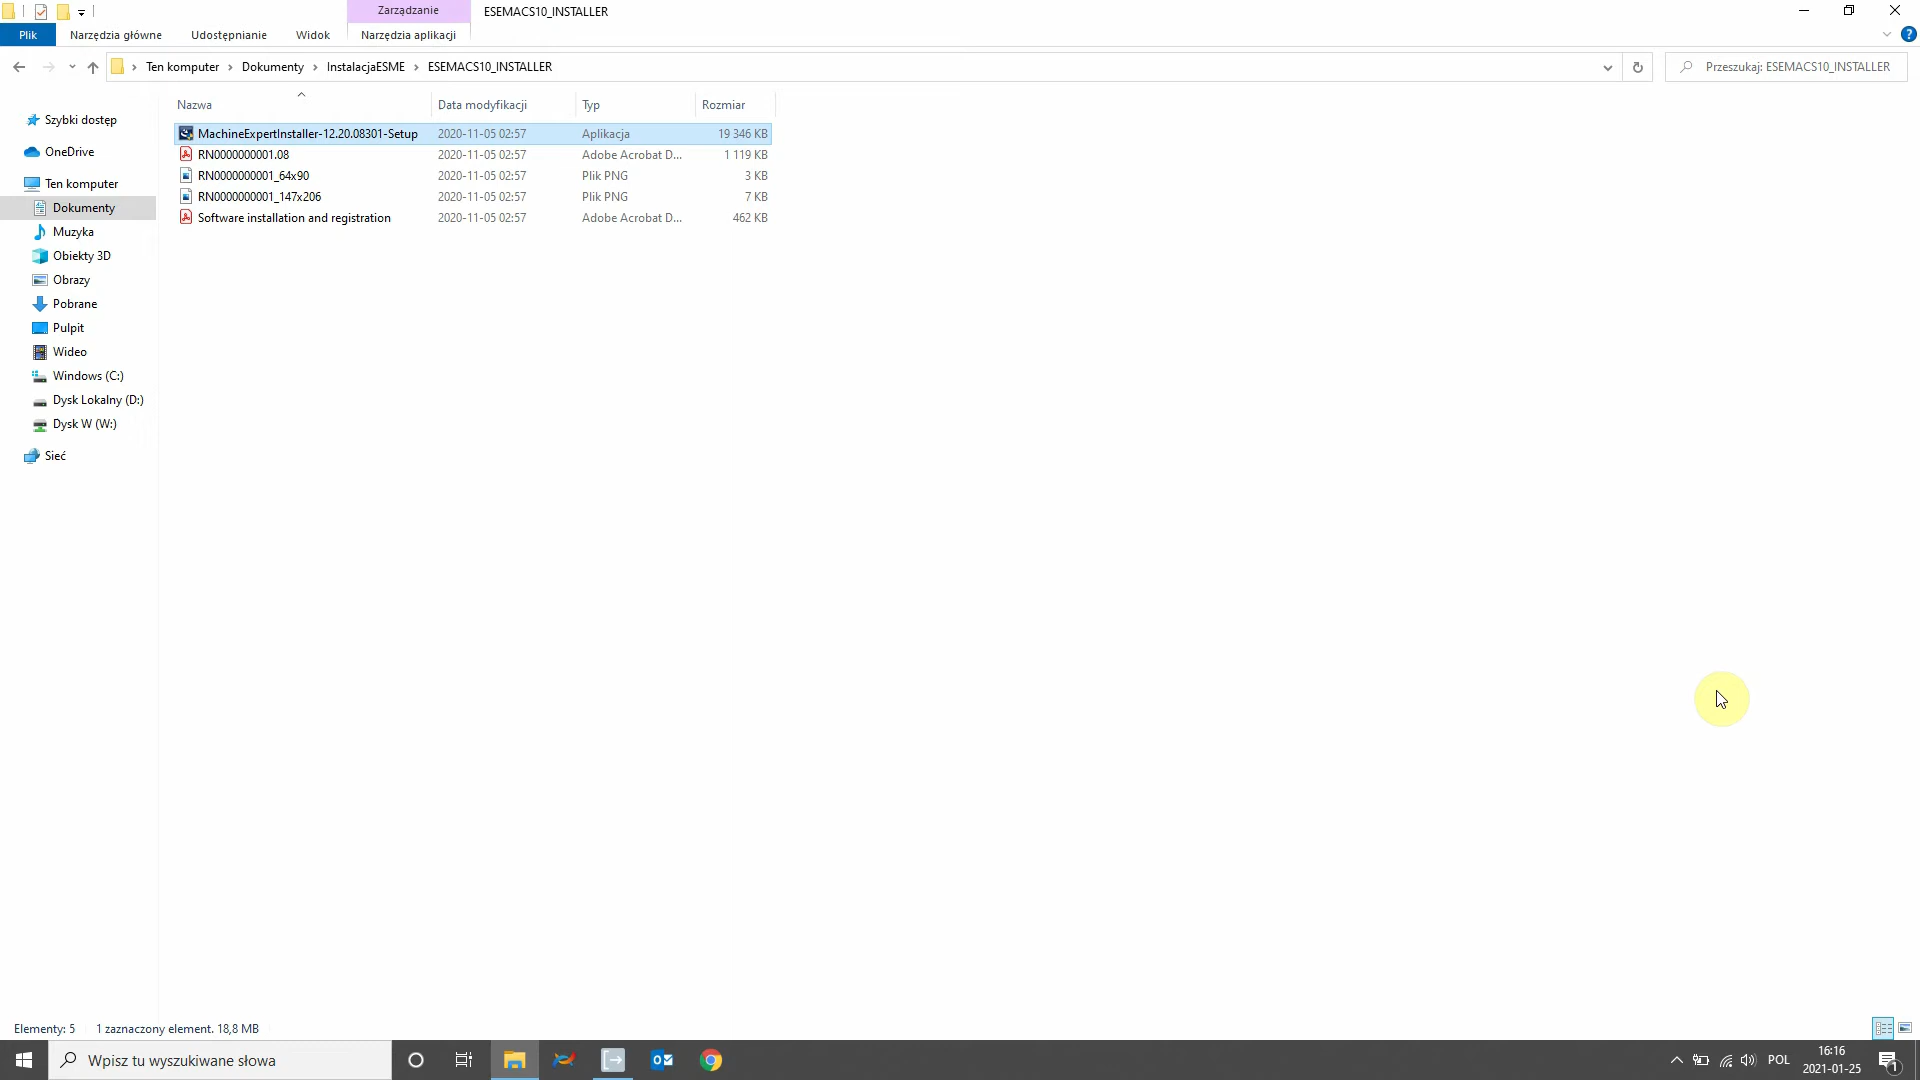 Zarządzanie
ESEMACS10_INSTALLER
Plik
Narzędzia główne
Udostępnianie
Widok
Narzędzia aplikacji
Ten komputer
Dokumenty
InstalacjaESME
ESEMACS10_INSTALLER
Przeszukaj: ESEMACS10_INSTALLER
Nazwa
Data modyfikacji
Typ
Rozmiar
MachineExpertInstaller-12.20.08301-Setup 2020-11-05 02:57 Aplikacja 19 346 KB
RN0000000001.08 2020-11-05 02:57 Adobe Acrobat D... 1 119 KB
RN0000000001_64x90 2020-11-05 02:57 Plik PNG 3 KB
RN0000000001_147x206 2020-11-05 02:57 Plik PNG 7 KB
Software installation and registration 2020-11-05 02:57 Adobe Acrobat D... 462 KB
Szybki dostęp
OneDrive
Ten komputer
Dokumenty
Muzyka
Obiekty 3D
Obrazy
Pobrane
Pulpit
Wideo
Windows (C:)
Dysk Lokalny (D:)
Dysk W (W:)
Sieć
Elementy: 5
1 zaznaczony element. 18,8 MB
Wpisz tu wyszukiwane słowa
POL
16:16
2021-01-25
1